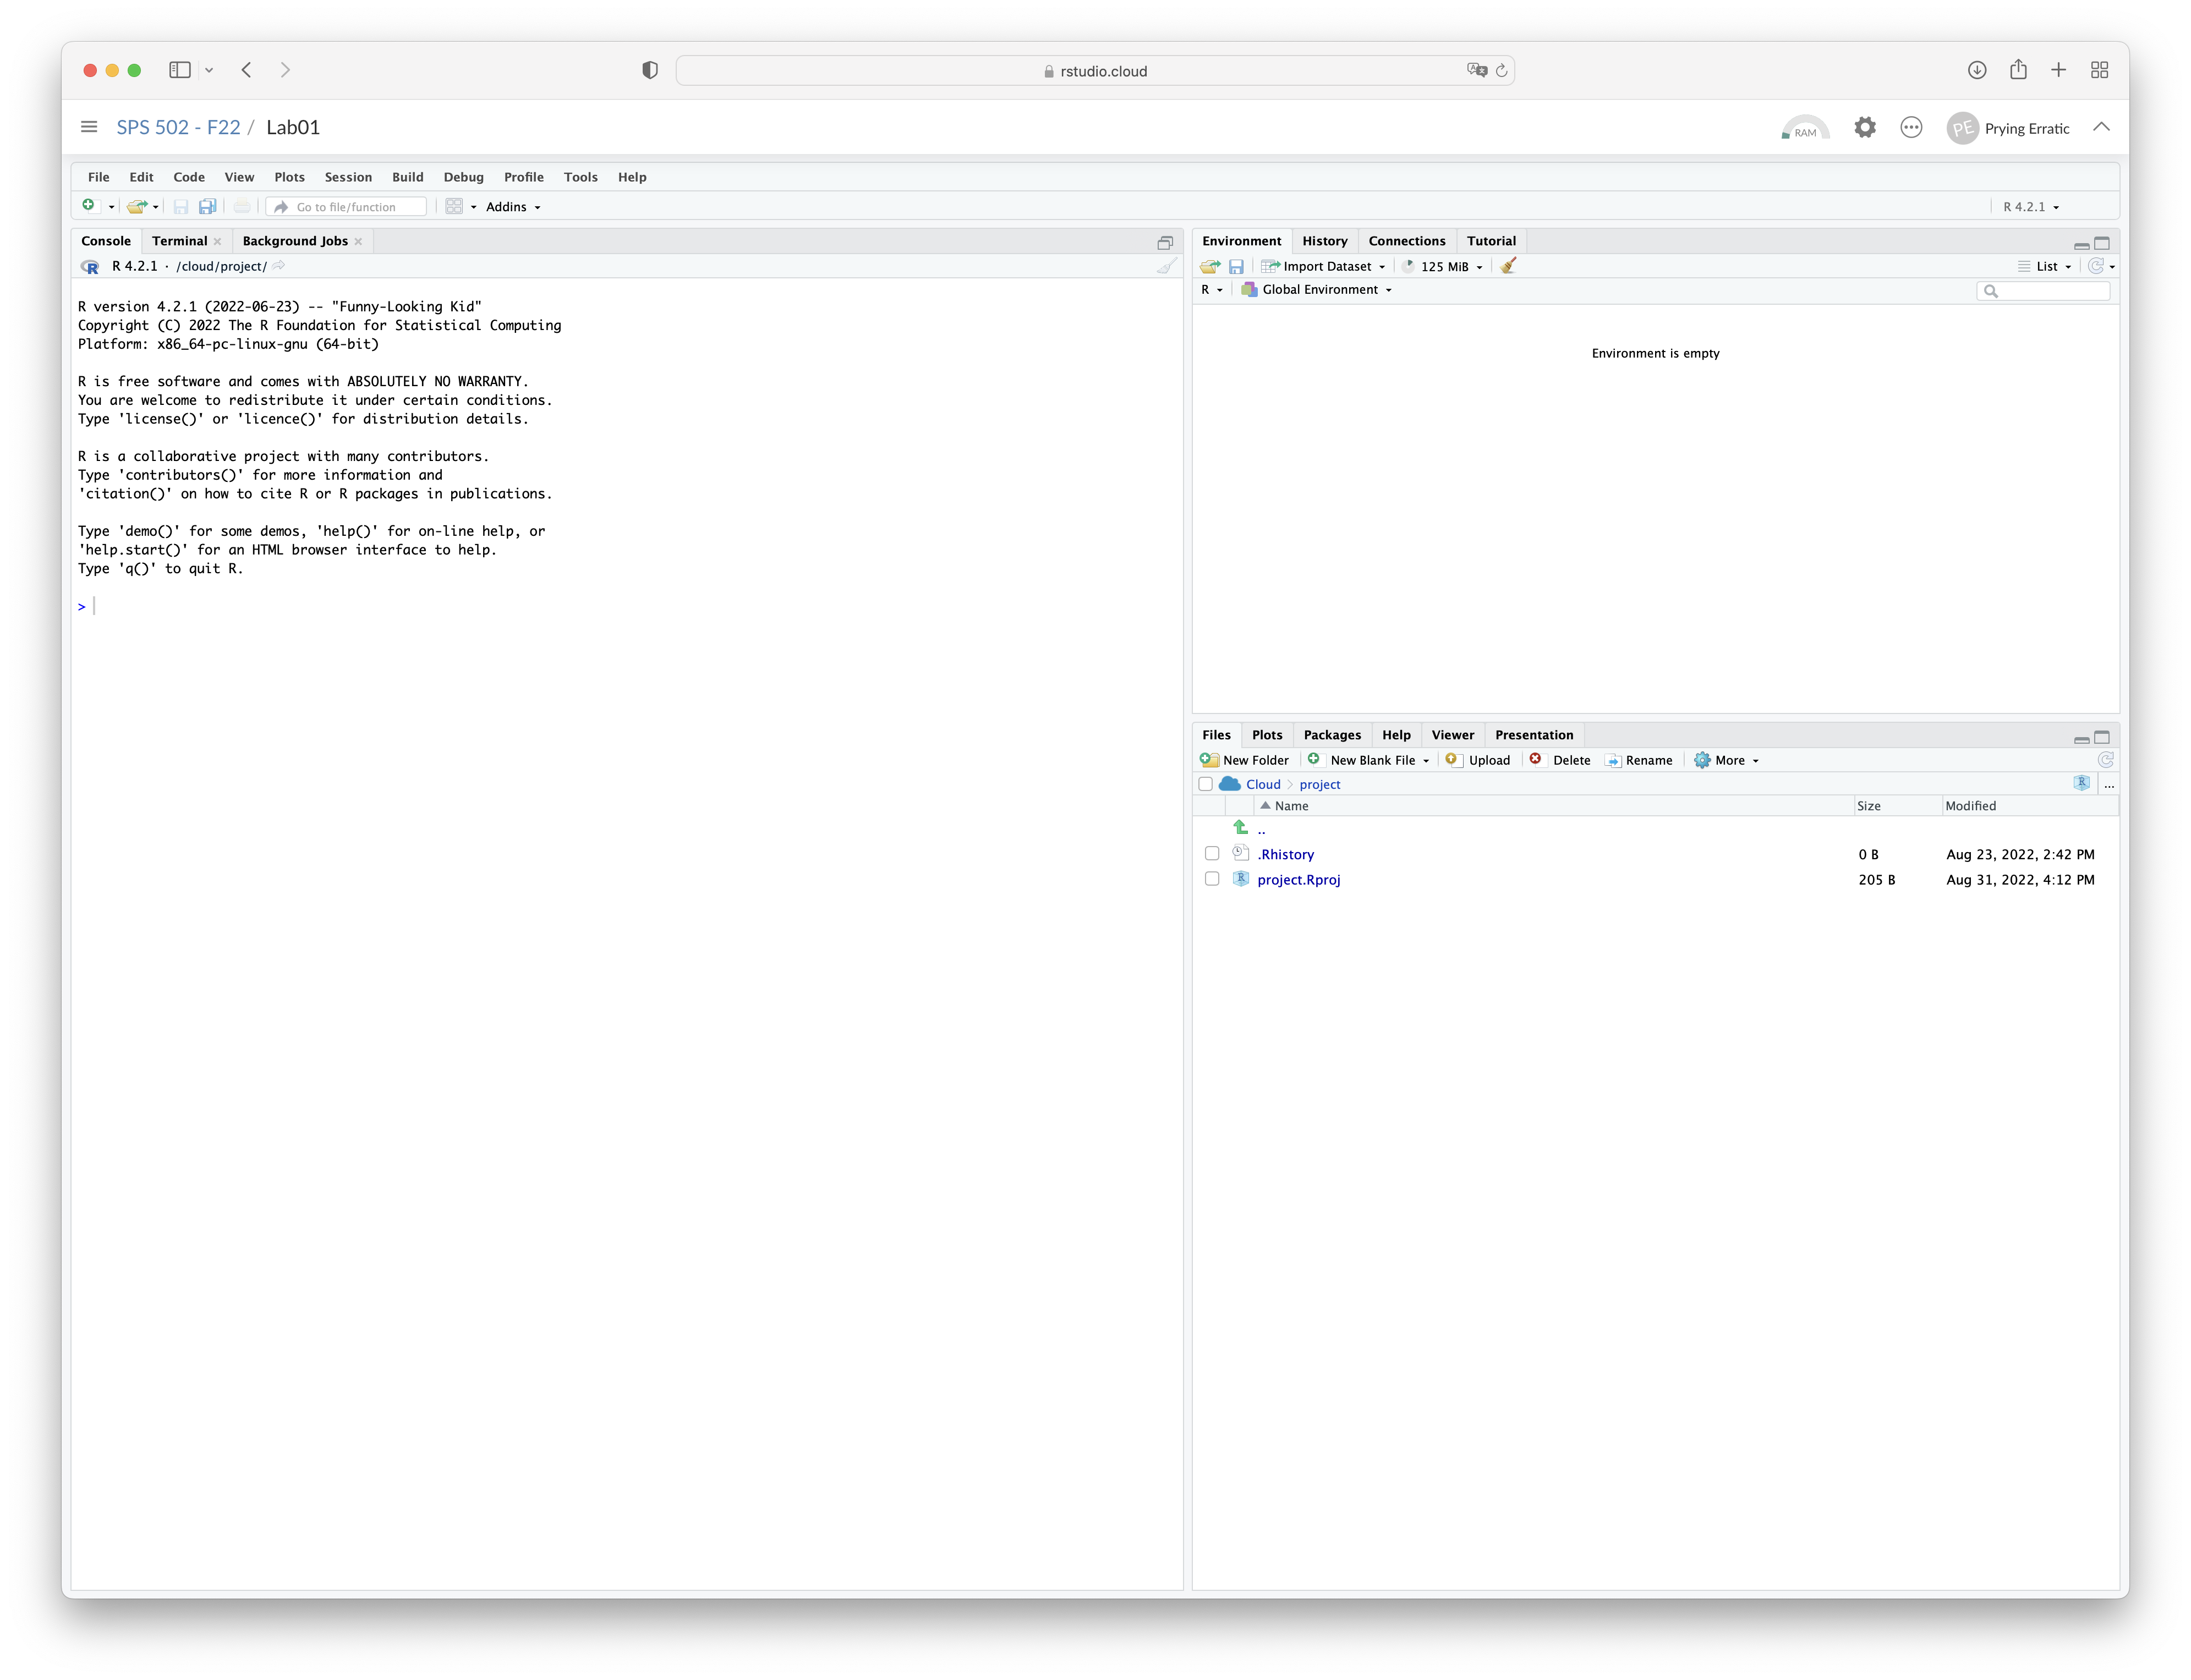 rstudio.cloud
SPS 502 - F22 / Lab01
RAM
PE Prying Erratic
File Edit Code View Plots Session Build Debug Profile Tools Help
Go to file/function Addins R 4.2.1
Console Terminal Background Jobs
R 4.2.1 · /cloud/project/
R version 4.2.1 (2022-06-23) -- "Funny-Looking Kid"
Copyright (C) 2022 The R Foundation for Statistical Computing
Platform: x86_64-pc-linux-gnu (64-bit)
R is free software and comes with ABSOLUTELY NO WARRANTY.
You are welcome to redistribute it under certain conditions.
Type 'license()' or 'licence()' for distribution details.
R is a collaborative project with many contributors.
Type 'contributors()' for more information and
'citation()' on how to cite R or R packages in publications.
Type 'demo()' for some demos, 'help()' for on-line help, or
'help.start()' for an HTML browser interface to help.
Type 'q()' to quit R.
>
Environment History Connections Tutorial
Import Dataset 125 MiB List
R Global Environment
Environment is empty
Files Plots Packages Help Viewer Presentation
New Folder New Blank File Upload Delete Rename More
Cloud > project R ...
Name Size Modified
..
.Rhistory 0 B Aug 23, 2022, 2:42 PM
project.Rproj 205 B Aug 31, 2022, 4:12 PM